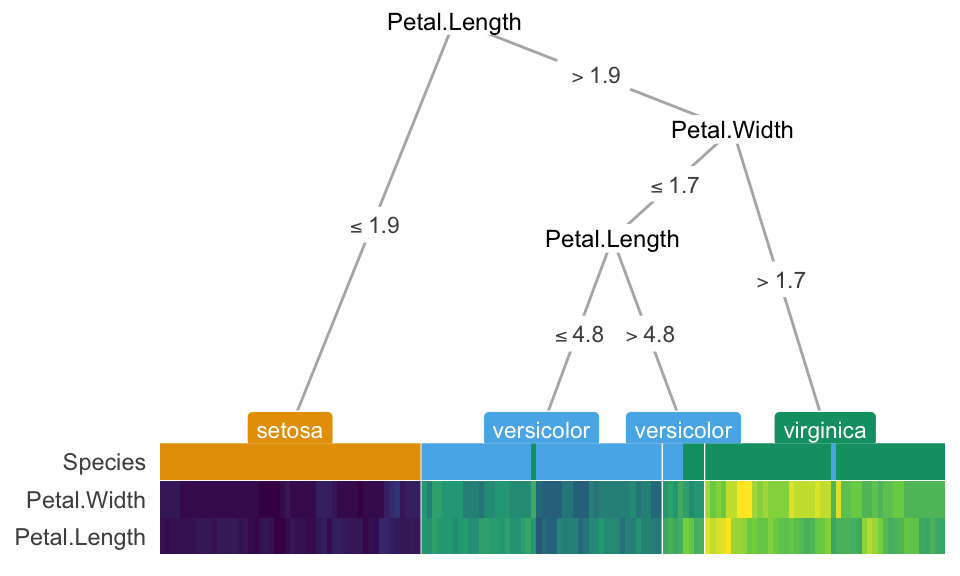 Petal.Length
> 1.9
Petal.Width
≤ 1.7
≤ 1.9
Petal.Length
> 1.7
≤ 4.8 > 4.8
setosa versicolor versicolor virginica
Species
Petal.Width
Petal.Length